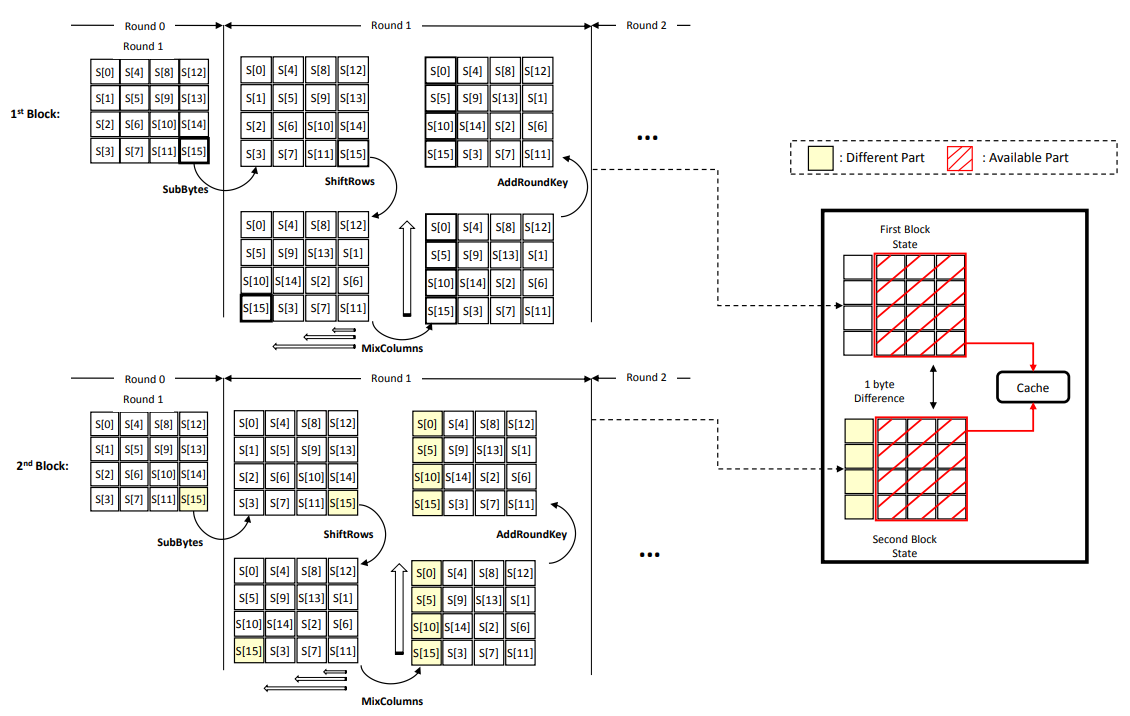 Round 0 Round 1 Round 2
Round 1
1st Block:
S[0] S[4] S[8] S[12]
S[1] S[5] S[9] S[13]
S[2] S[6] S[10] S[14]
S[3] S[7] S[11] S[15]
SubBytes
S[0] S[4] S[8] S[12]
S[1] S[5] S[9] S[13]
S[2] S[6] S[10] S[14]
S[3] S[7] S[11] S[15]
ShiftRows
S[0] S[4] S[8] S[12]
S[5] S[9] S[13] S[1]
S[10] S[14] S[2] S[6]
S[15] S[3] S[7] S[11]
MixColumns
S[0] S[4] S[8] S[12]
S[5] S[9] S[13] S[1]
S[10] S[14] S[2] S[6]
S[15] S[3] S[7] S[11]
AddRoundKey
S[0] S[4] S[8] S[12]
S[5] S[9] S[13] S[1]
S[10] S[14] S[2] S[6]
S[15] S[3] S[7] S[11]
...
Round 0 Round 1 Round 2
Round 1
2nd Block:
S[0] S[4] S[8] S[12]
S[1] S[5] S[9] S[13]
S[2] S[6] S[10] S[14]
S[3] S[7] S[11] S[15]
SubBytes
S[0] S[4] S[8] S[12]
S[1] S[5] S[9] S[13]
S[2] S[6] S[10] S[14]
S[3] S[7] S[11] S[15]
ShiftRows
S[0] S[4] S[8] S[12]
S[5] S[9] S[13] S[1]
S[10] S[14] S[2] S[6]
S[15] S[3] S[7] S[11]
MixColumns
S[0] S[4] S[8] S[12]
S[5] S[9] S[13] S[1]
S[10] S[14] S[2] S[6]
S[15] S[3] S[7] S[11]
AddRoundKey
S[0] S[4] S[8] S[12]
S[5] S[9] S[13] S[1]
S[10] S[14] S[2] S[6]
S[15] S[3] S[7] S[11]
...
: Different Part : Available Part
First Block
State
1 byte
Difference
Cache
Second Block
State